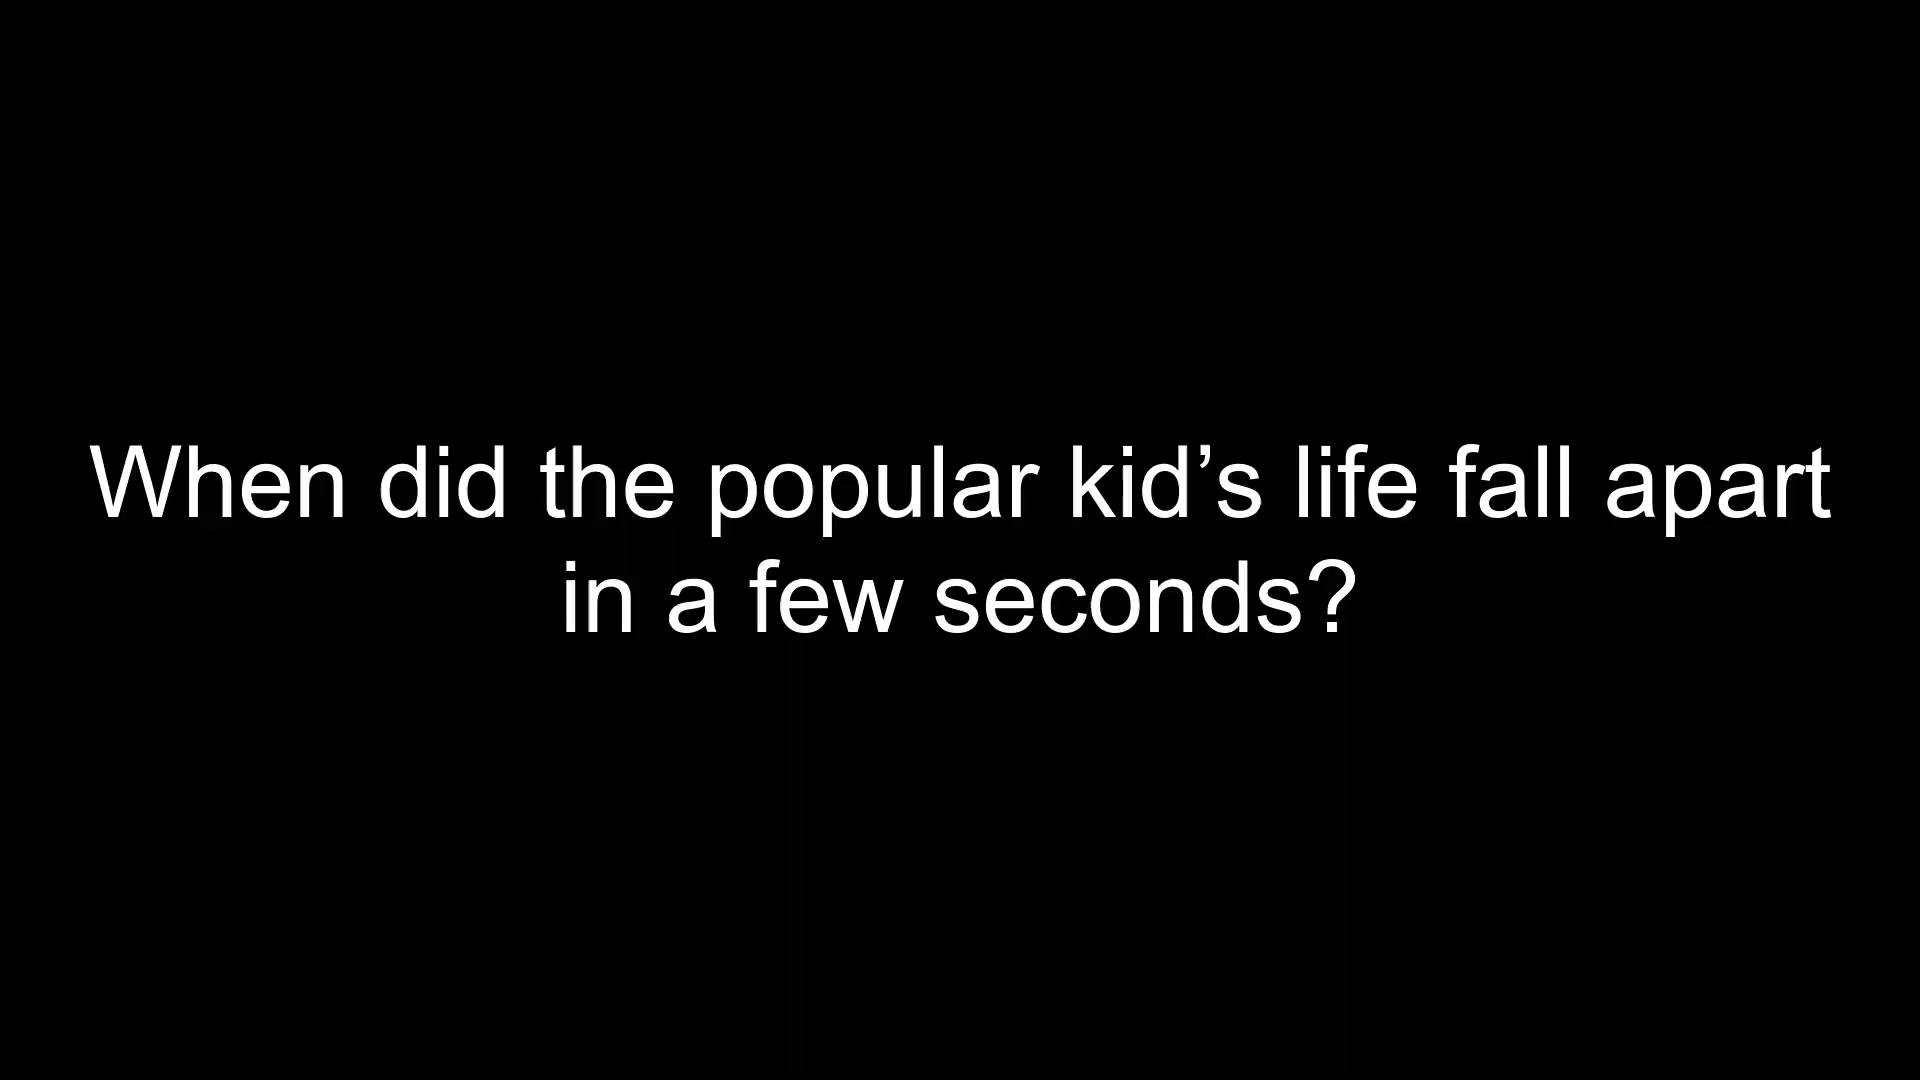 When did the popular kid’s life fall apart
in a few seconds?